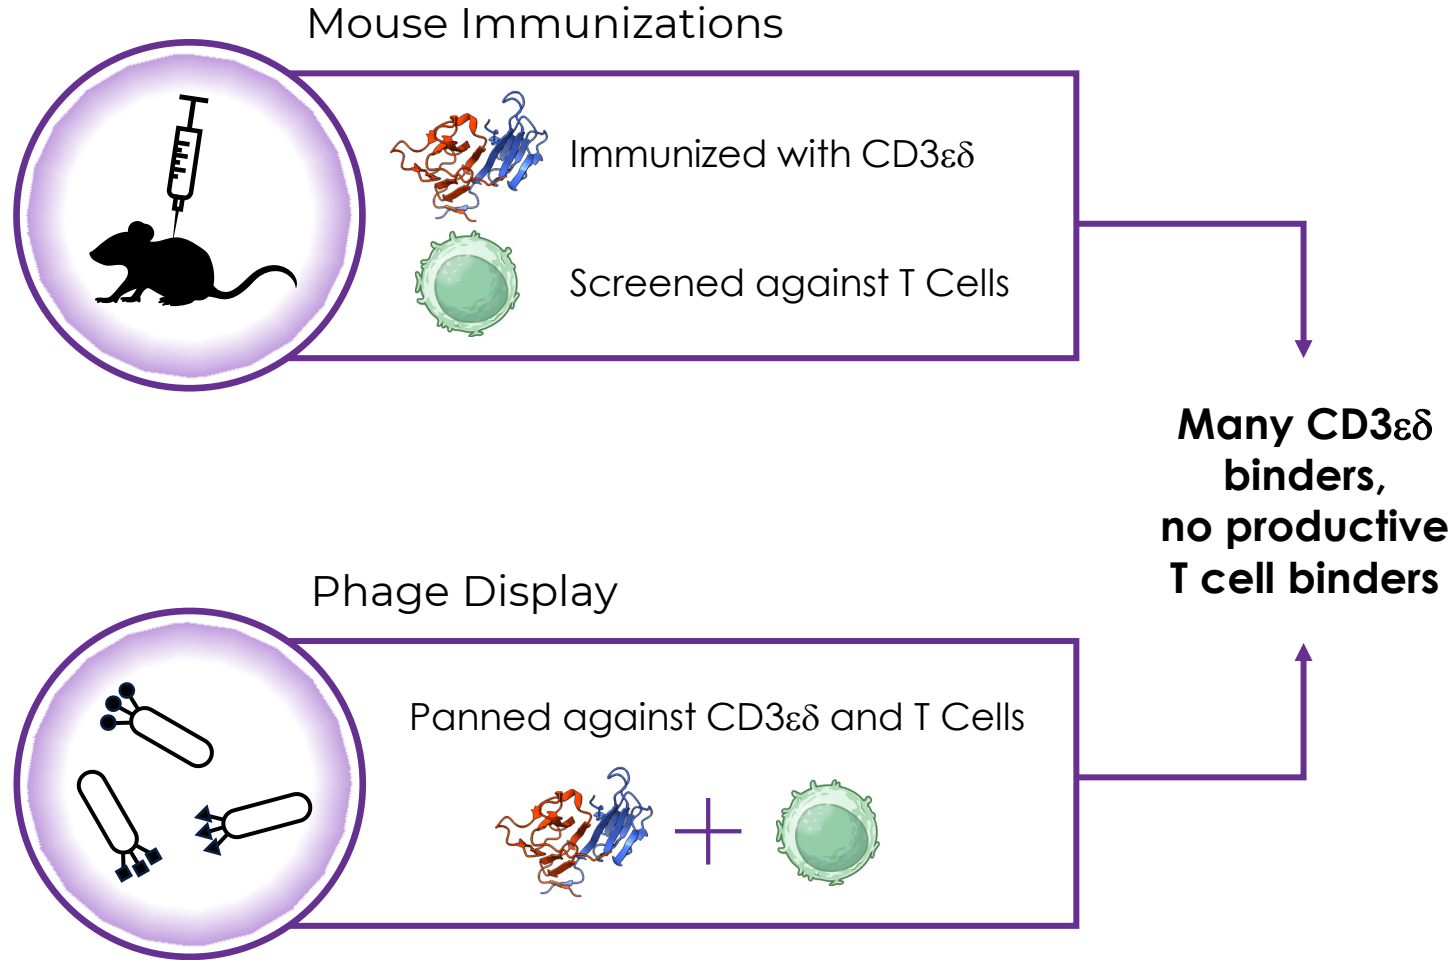 Mouse Immunizations
Immunized with CD3εδ
Screened against T Cells
Many CD3εδ
binders,
no productive
T cell binders
Phage Display
Panned against CD3εδ and T Cells